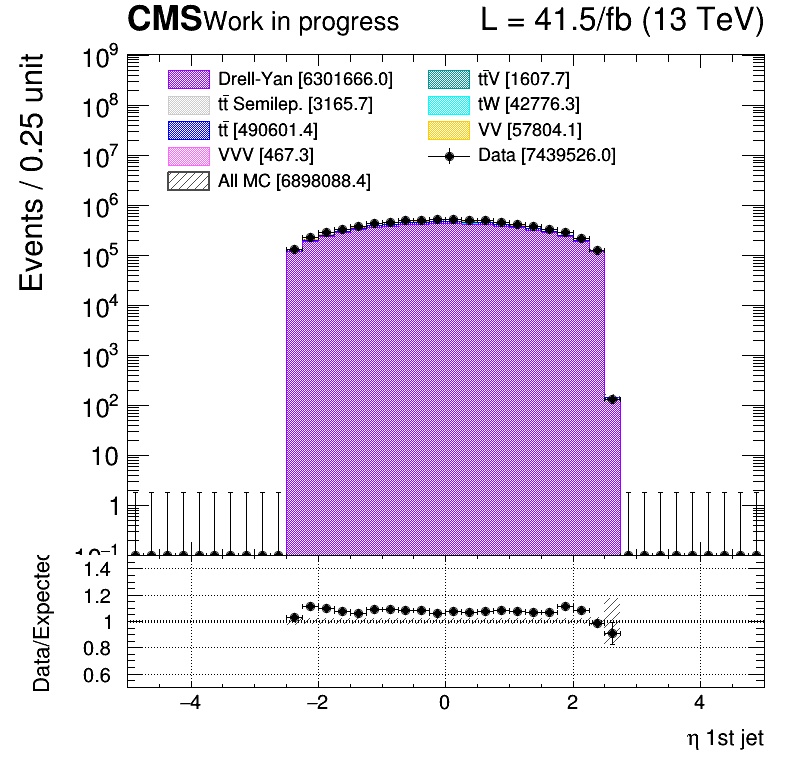 CMS Work in progress L = 41.5/fb (13 TeV)
Events / 0.25 unit
10⁹
10⁸
10⁷
10⁶
10⁵
10⁴
10³
10²
10
1
10⁻¹
Drell-Yan [6301666.0]
tt̄ Semilep. [3165.7]
tt̄ [490601.4]
VVV [467.3]
All MC [6898088.4]
tt̄V [1607.7]
tW [42776.3]
VV [57804.1]
Data [7439526.0]
Data/Expected
1.4
1.2
1
0.8
0.6
−4 −2 0 2 4
η 1st jet